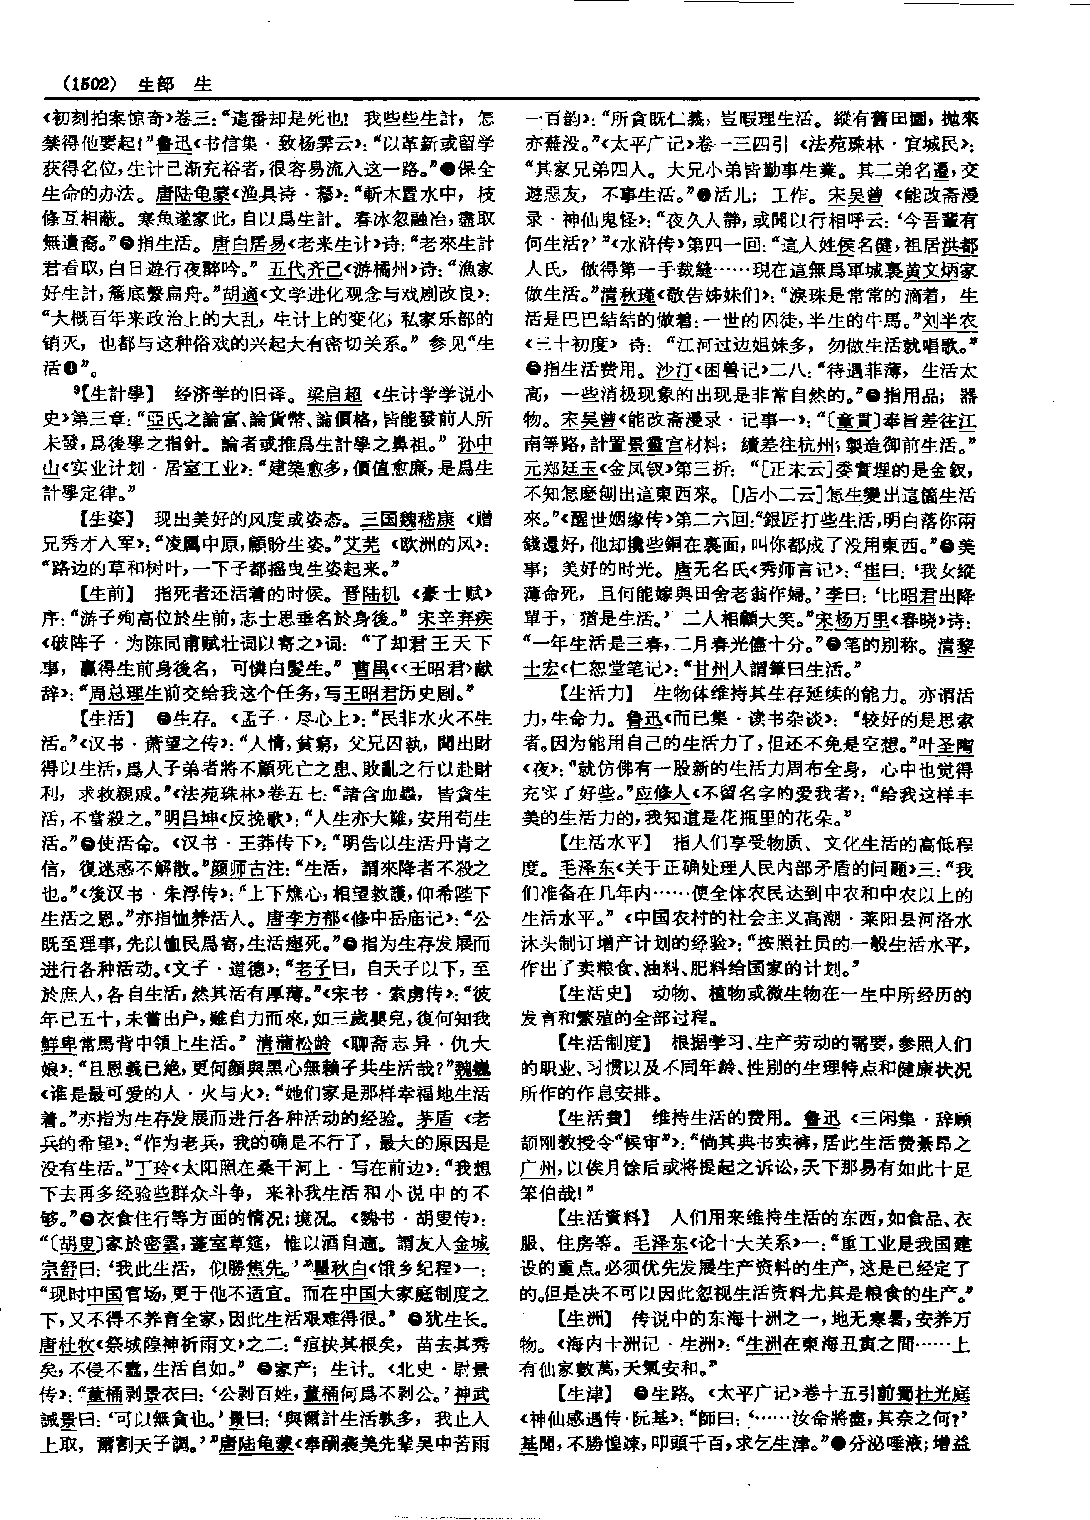 (1502) 生部 生
《初刻拍案惊奇》卷三：“這番却是死也！我些些生計，怎
禁得他要起！”鲁迅《书信集·致杨霁云》：“以革新或留学
获得名位，生计已渐充裕者，很容易流入这一路。”●保全
生命的办法。唐陆龟蒙《渔具诗·椮》：“斬木置水中，枝
條互相蔽。寒魚遂家此，自以爲生計。春冰忽融冶，盡取
無遺裔。”●指生活。唐白居易《老来生计》诗：“老來生計
君看取，白日遊行夜醉吟。”五代齐己《游橘州》诗：“漁家
好生計，簷底繫扁舟。”胡適《文学进化观念与戏剧改良》：
“大概百年来政治上的大乱，生计上的变化，私家乐部的
销灭，也都与这种俗戏的兴起大有密切关系。”参见“生
活❶”。
【生計學】 经济学的旧译。梁启超《生计学学说小
史》第三章：“亞氏之論富、論貨幣、論價格，皆能發前人所
未發，爲後學之指針。論者或推爲生計學之鼻祖。”孙中
山《实业计划·居室工业》：“建築愈多，價值愈廉，是爲生
計學定律。”
【生姿】 现出美好的风度或姿态。三国魏嵇康《赠
兄秀才入军》：“凌厲中原，顧盼生姿。”艾芜《欧洲的风》：
“路边的草和树叶，一下子都摇曳生姿起来。”
【生前】 指死者还活着的时候。晋陆机《豪士赋》
序：“游子殉高位於生前，志士思垂名於身後。”宋辛弃疾
《破阵子·为陈同甫赋壮词以寄之》词：“了却君王天下
事，贏得生前身後名，可憐白髮生。”曹禺《〈王昭君〉献
辞》：“周总理生前交给我这个任务，写王昭君历史剧。”
【生活】 ●生存。《孟子·尽心上》：“民非水火不生
活。”《汉书·萧望之传》：“人情，貧窮，父兄囚執，聞出財
得以生活，爲人子弟者將不顧死亡之患、敗亂之行以赴財
利，求救親戚。”《法苑珠林》卷五七：“諸含血蟲，皆貪生
活，不當殺之。”明吕坤《反挽歌》：“人生亦大難，安用苟生
活。”●使活命。《汉书·王莽传下》：“明告以生活丹青之
信，復迷惑不解散。”颜师古注：“生活，謂來降者不殺之
也。”《後汉书·朱浮传》：“上下燋心，相望救護，仰希陛下
生活之恩。”亦指恤养活人。唐李方郁《修中岳庙记》：“公
既至理事，先以恤民爲寄，生活瘞死。”●指为生存发展而
进行各种活动。《文子·道德》：“老子曰，自天子以下，至
於庶人，各自生活，然其活有厚薄。”《宋书·索虏传》：“彼
年已五十，未嘗出户，雖自力而來，如三歲嬰兒，復何知我
鮮卑常馬背中領上生活。”清蒲松龄《聊斋志异·仇大
娘》：“且恩義已絶，更何顏與黑心無賴子共生活哉？”魏巍
《谁是最可爱的人·火与火》：“她们家是那样幸福地生活
着。”亦指为生存发展而进行各种活动的经验。茅盾《老
兵的希望》：“作为老兵，我的确是不行了，最大的原因是
没有生活。”丁玲《太阳照在桑干河上·写在前边》：“我想
下去再多经验些群众斗争，来补我生活和小说中的不
够。”●衣食住行等方面的情况；境况。《魏书·胡叟传》：
“〔胡叟〕家於密雲，蓬室草筵，惟以酒自適。謂友人金城
宗舒曰：‘我此生活，似勝焦先。’”瞿秋白《饿乡纪程》一：
“现时中国官场，更于他不适宜。而在中国大家庭制度之
下，又不得不养育全家，因此生活艰难得很。”●犹生长。
唐杜牧《祭城隍神祈雨文》之二：“疽抉其根矣，苗去其秀
矣，不侵不蠹，生活自如。”●家产；生计。《北史·尉景
传》：“董桶剥景衣曰：‘公剥百姓，董桶何爲不剥公。’神武
誡景曰：‘可以無貪也。’景曰：‘與爾計生活孰多，我止人
上取，爾割天子調。’”唐陆龟蒙《奉酬袭美先辈吴中苦雨
一百韵》：“所貪既仁義，豈暇理生活。縱有舊田園，拋來
亦蕪没。”《太平广记》卷一三四引《法苑珠林·宜城民》：
“其家兄弟四人。大兄小弟皆勤事生業。其二弟名遷，交
遊惡友，不事生活。”●活儿；工作。宋吴曾《能改斋漫
录·神仙鬼怪》：“夜久人静，或聞以行相呼云：‘今吾輩有
何生活？’”《水浒传》第四一回：“這人姓侯名健，祖居洪都
人氏，做得第一手裁縫……現在這無爲軍城裏黄文炳家
做生活。”清秋瑾《敬告姊妹们》：“淚珠是常常的滴着，生
活是巴巴結結的做着：一世的囚徒，半生的牛馬。”刘半农
《三十初度》诗：“江河过边姐妹多，勿做生活就唱歌。”
●指生活费用。沙汀《困兽记》二八：“待遇菲薄，生活太
高，一些消极现象的出现是非常自然的。”●指用品；器
物。宋吴曾《能改斋漫录·记事一》：“〔童貫〕奉旨差往江
南等路，計置景靈宫材料；續差往杭州，製造御前生活。”
元郑廷玉《金凤钗》第三折：“［正末云］委實埋的是金釵，
不知怎麽刨出這東西來。［店小二云］怎生變出這個生活
來。”《醒世姻缘传》第二六回：“銀匠打些生活，明白落你兩
錢還好，他却攙些銅在裏面，叫你都成了没用東西。”●美
事；美好的时光。唐无名氏《秀师言记》：“崔曰：‘我女縱
薄命死，且何能嫁與田舍老翁作婦。’李曰：‘比昭君出降
單于，猶是生活。’二人相顧大笑。”宋杨万里《春晓》诗：
“一年生活是三春，二月春光儘十分。”●笔的别称。清黎
士宏《仁恕堂笔记》：“甘州人謂筆曰生活。”
【生活力】 生物体维持其生存延续的能力。亦谓活
力，生命力。鲁迅《而已集·读书杂谈》：“较好的是思索
者。因为能用自己的生活力了，但还不免是空想。”叶圣陶
《夜》：“就仿佛有一股新的生活力周布全身，心中也觉得
充实了好些。”应修人《不留名字的爱我者》：“给我这样丰
美的生活力的，我知道是花瓶里的花朵。”
【生活水平】 指人们享受物质、文化生活的高低程
度。毛泽东《关于正确处理人民内部矛盾的问题》三：“我
们准备在几年内……使全体农民达到中农和中农以上的
生活水平。”《中国农村的社会主义高潮·莱阳县河洛水
沐头制订增产计划的经验》：“按照社员的一般生活水平，
作出了卖粮食、油料、肥料给国家的计划。”
【生活史】 动物、植物或微生物在一生中所经历的
发育和繁殖的全部过程。
【生活制度】 根据学习、生产劳动的需要，参照人们
的职业、习惯以及不同年龄、性别的生理特点和健康状况
所作的作息安排。
【生活費】 维持生活的费用。鲁迅《三闲集·辞顾
颉刚教授令“候审”》：“倘其典书卖裤，居此生活费綦昂之
广州，以俟月馀后或将提起之诉讼，天下那易有如此十足
笨伯哉！”
【生活資料】 人们用来维持生活的东西，如食品、衣
服、住房等。毛泽东《论十大关系》一：“重工业是我国建
设的重点。必须优先发展生产资料的生产，这是已经定了
的。但是决不可以因此忽视生活资料尤其是粮食的生产。”
【生洲】 传说中的东海十洲之一，地无寒暑，安养万
物。《海内十洲记·生洲》：“生洲在東海丑寅之間……上
有仙家數萬，天氣安和。”
【生津】 ●生路。《太平广记》卷十五引前蜀杜光庭
《神仙感遇传·阮基》：“師曰：‘……汝命將盡，其奈之何？’
基聞，不勝惶竦，叩頭千百，求乞生津。”●分泌唾液；增益